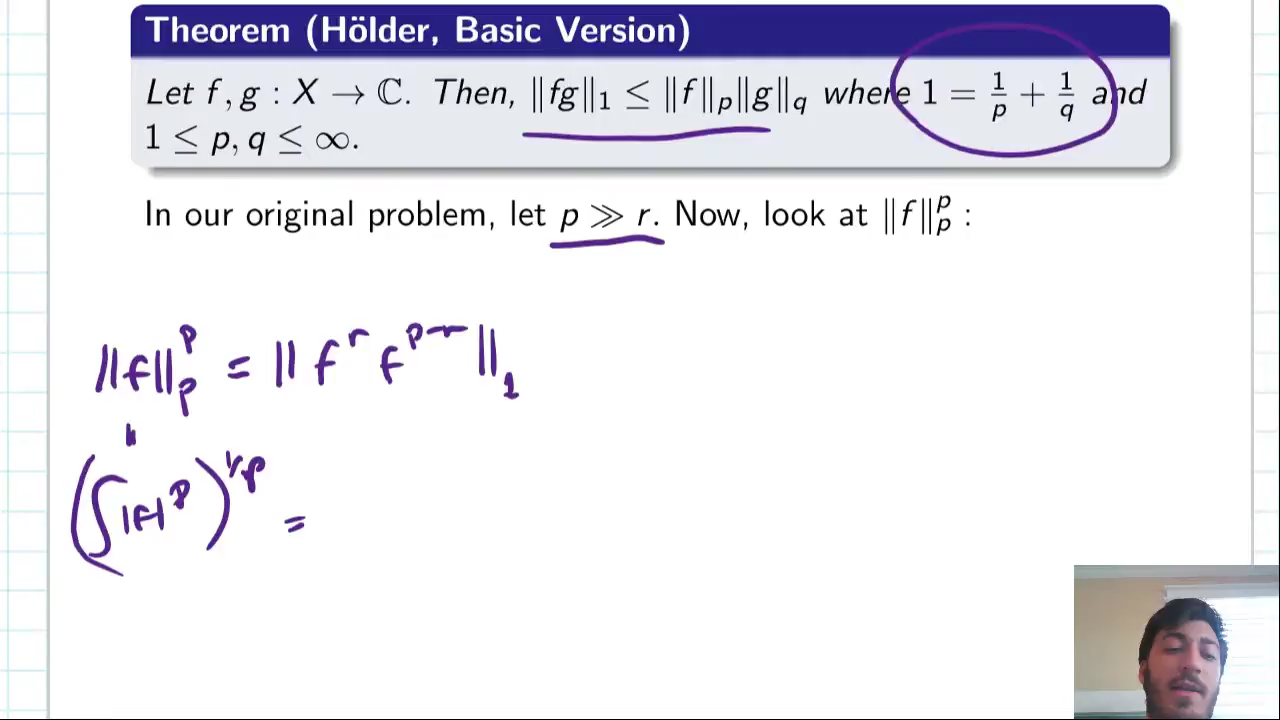 Theorem (Hölder, Basic Version)
Let f, g : X → ℂ. Then, ‖fg‖₁ ≤ ‖f‖ₚ‖g‖_q where 1 = 1/p + 1/q and
1 ≤ p, q ≤ ∞.
In our original problem, let p ≫ r. Now, look at ‖f‖ₚᵖ :
‖f‖ₚᵖ = ‖ fʳ fᵖ⁻ʳ ‖₁
(∫|f|ᵖ)^{1/p} =